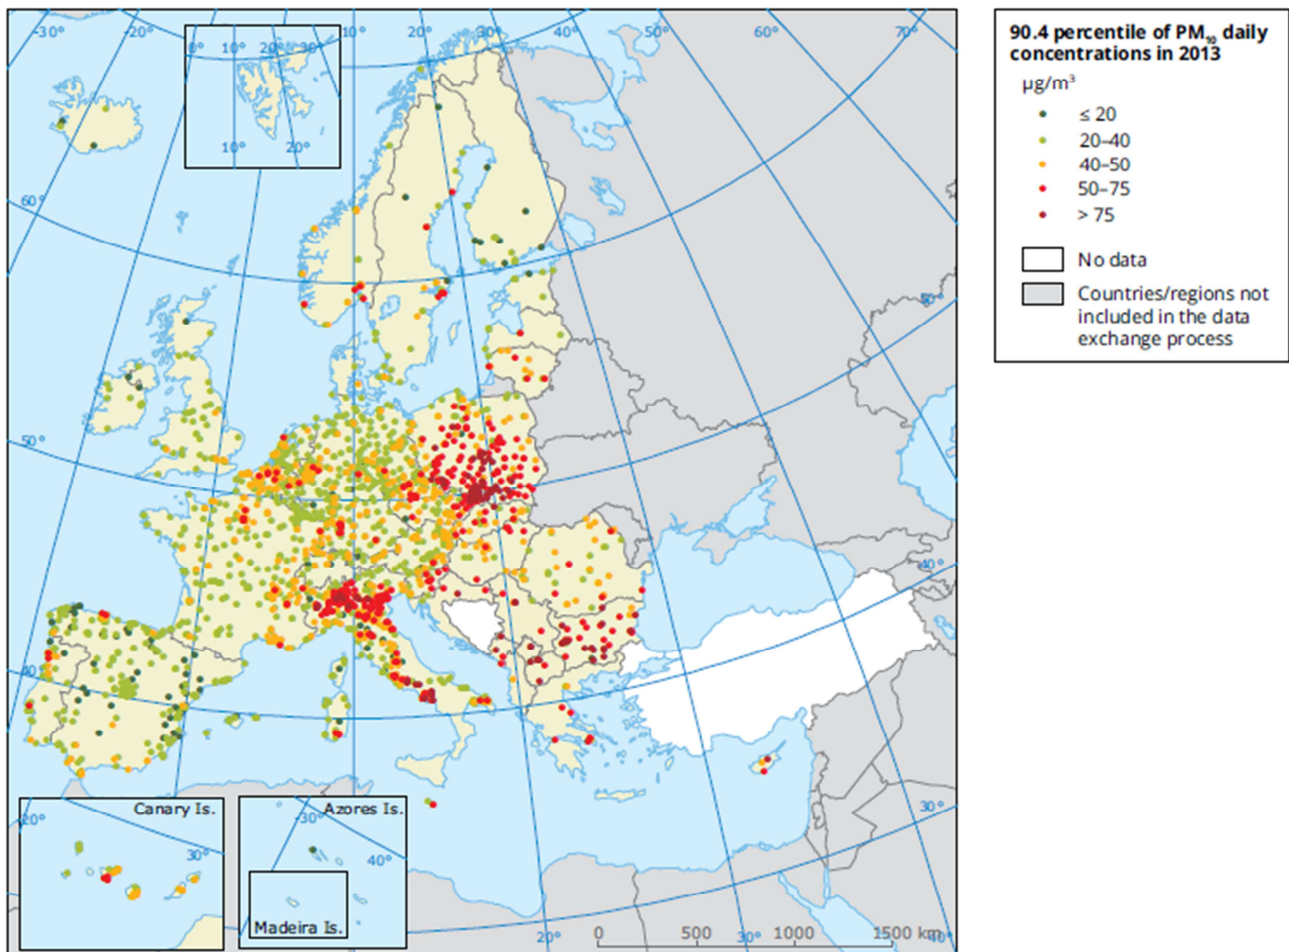 -30°
-20°
0° 10° 20° 30°
10°
20°
30°
60°
70°
10° 20°
60°
50°
50°
10°
50°
40°
40°
30°
20°
30°
40°
Canary Is.
20°
30°
Azores Is.
-30°
40°
Madeira Is.
0 500 1000 1500 km
90.4 percentile of PM₁₀ daily
concentrations in 2013
µg/m³
≤ 20
20–40
40–50
50–75
> 75
No data
Countries/regions not
included in the data
exchange process